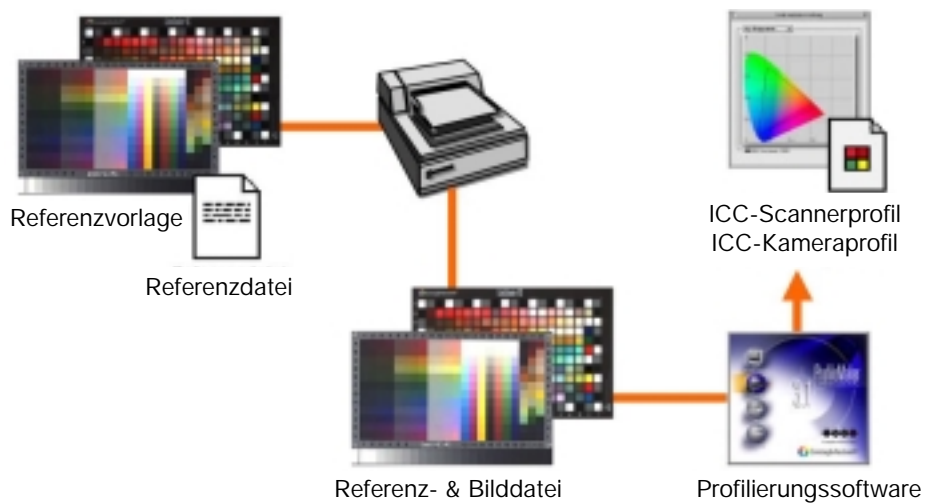 Referenzvorlage
Referenzdatei
ICC-Scannerprofil
ICC-Kameraprofil
Referenz- & Bilddatei
Profilierungssoftware